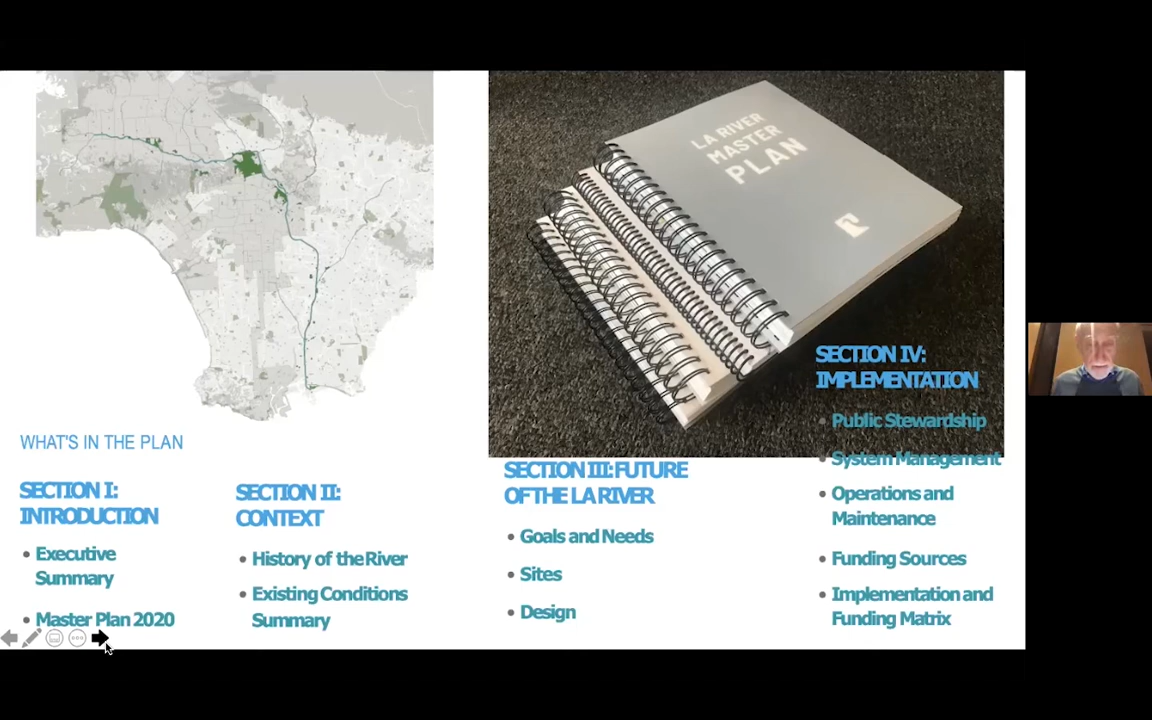 LA RIVER
MASTER
PLAN
WHAT'S IN THE PLAN
SECTION I:
INTRODUCTION
• Executive
Summary
• Master Plan 2020
SECTION II:
CONTEXT
• History of the River
• Existing Conditions
Summary
SECTION III: FUTURE
OF THE LA RIVER
• Goals and Needs
• Sites
• Design
SECTION IV:
IMPLEMENTATION
• Public Stewardship
• System Management
• Operations and
Maintenance
• Funding Sources
• Implementation and
Funding Matrix